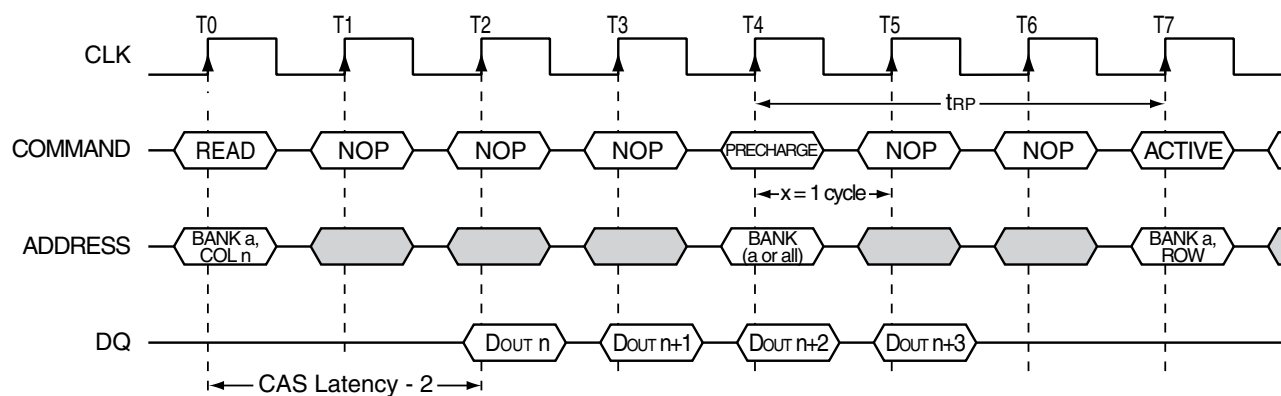 T0 T1 T2 T3 T4 T5 T6 T7
CLK
tRP
COMMAND READ NOP NOP NOP PRECHARGE NOP NOP ACTIVE
x = 1 cycle
ADDRESS BANK a, COL n BANK (a or all) BANK a, ROW
DQ DOUT n DOUT n+1 DOUT n+2 DOUT n+3
CAS Latency - 2